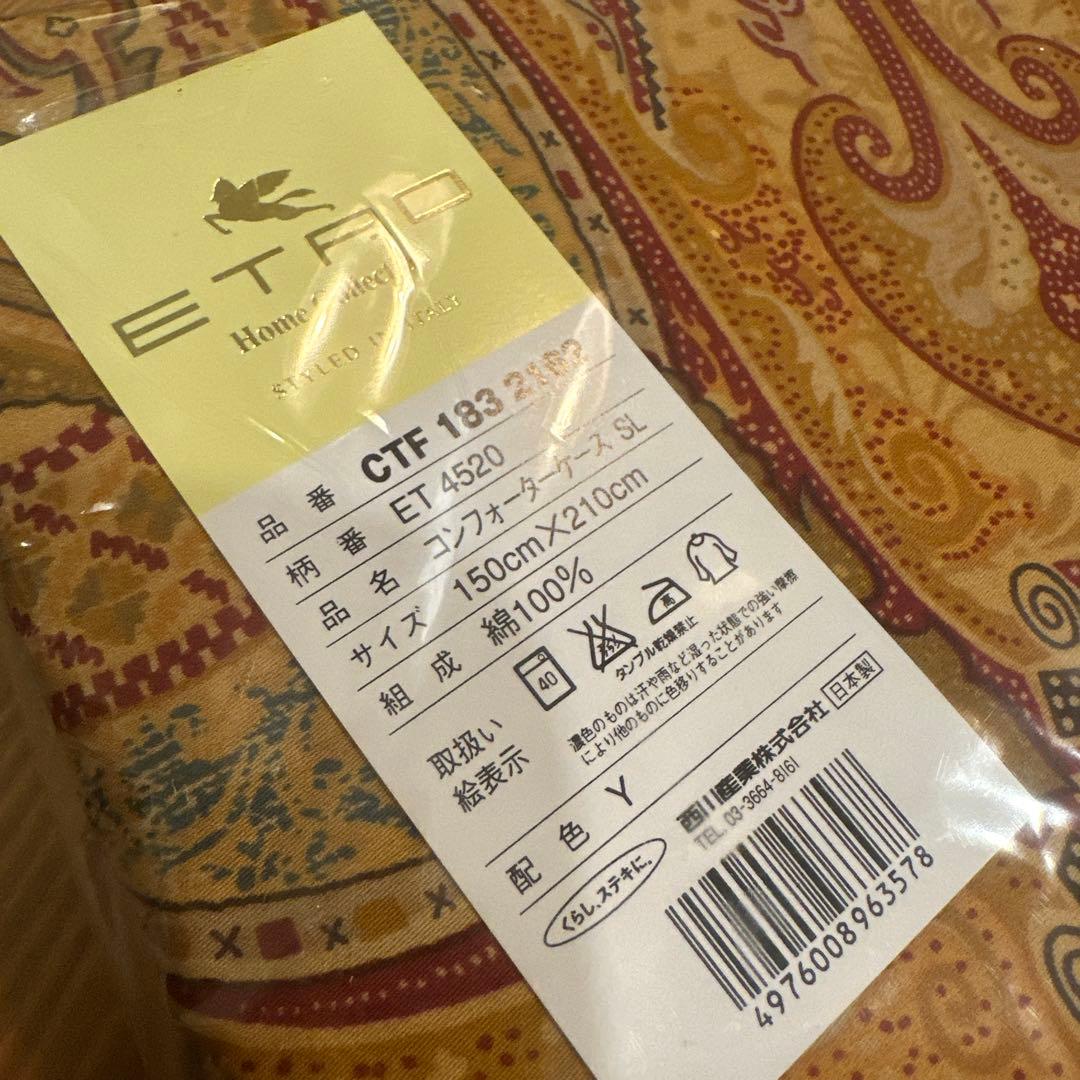 ETRO
Home Collect
STYLED IN ITALY
品番 CTF 183 2162
柄番 ET 4520
品名 コンフォーターケース SL
サイズ 150cm×210cm
組成 綿100%
取扱い
絵表示
40
高
タンブル乾燥禁止
濃色のものは汗や雨など湿った状態での強い摩擦
により他のものに色移りすることがあります
配色 Y
西川産業株式会社 日本製
TEL. 03-3664-8161
くらし、ステキに。
4976008963578